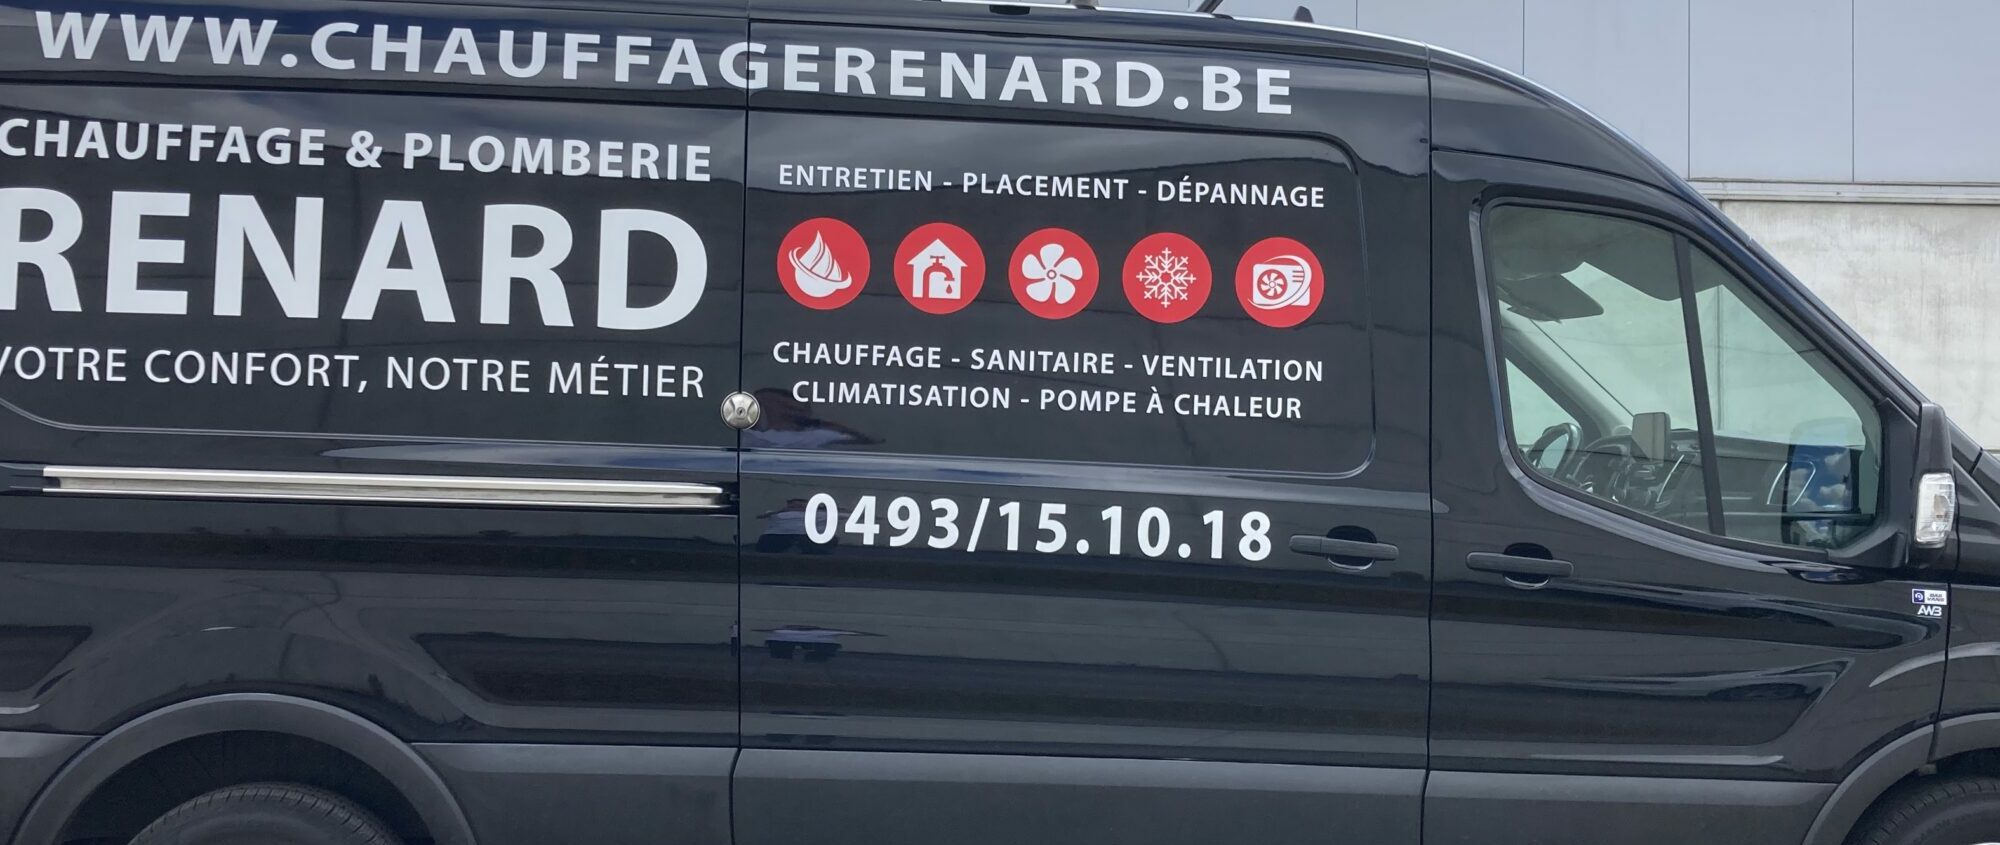 WWW.CHAUFFAGERENARD.BE
CHAUFFAGE & PLOMBERIE
RENARD
VOTRE CONFORT, NOTRE MÉTIER
ENTRETIEN - PLACEMENT - DÉPANNAGE
CHAUFFAGE - SANITAIRE - VENTILATION
CLIMATISATION - POMPE À CHALEUR
0493/15.10.18
AWB